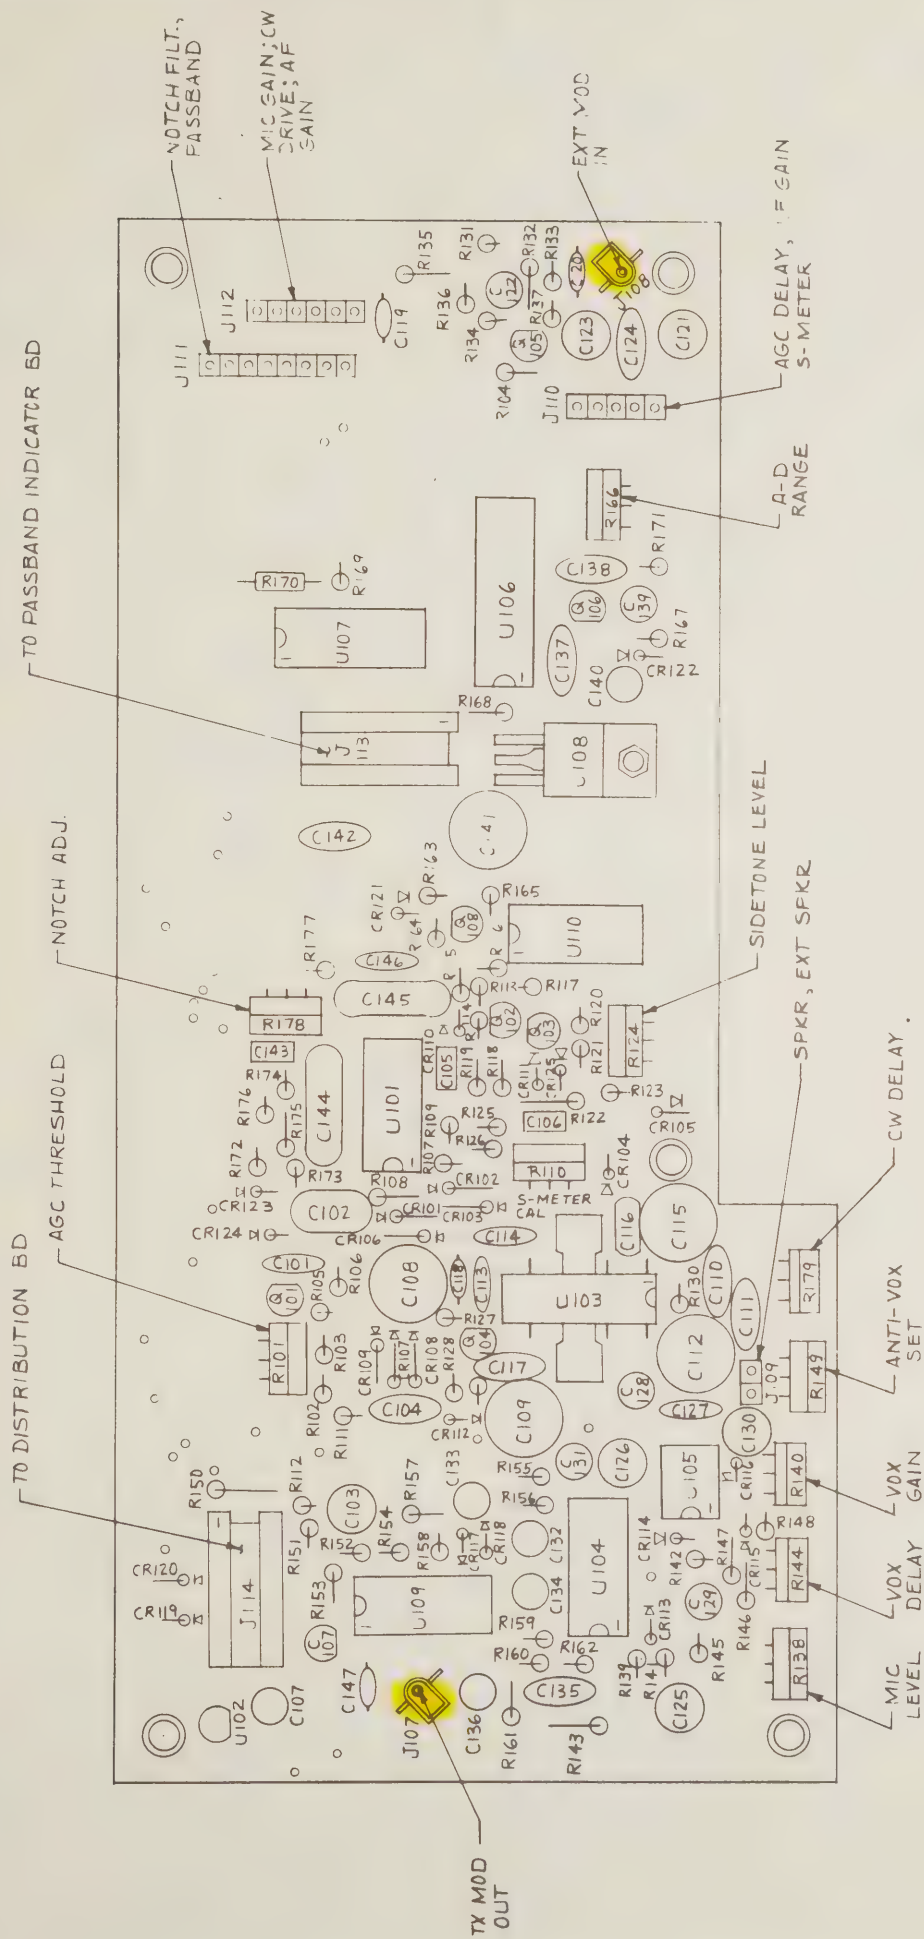 TO DISTRIBUTION BD
AGC THRESHOLD
NOTCH ADJ.
TO PASSBAND INDICATOR BD
NOTCH FILT.,
PASSBAND
MIC GAIN; CW
DRIVE; AF
GAIN
EXT MOD
IN
AGC DELAY,
GAIN
S-METER
A-D
RANGE
SIDETONE LEVEL
SPKR, EXT SPKR
CW DELAY
ANTI-VOX
SET
VOX
GAIN
VOX
DELAY
MIC
LEVEL
TX MOD
OUT
CR119
CR120
J114
R150
U102
C107
C147
J107
C136
R161
R143
C107
R153
R151
R112
R152
C103
R154
R157
R158
U109
CR117
CR118
C133
C132
C134
R159
R160
R162
C135
R155
R156
U104
C131
C126
C128
C127
C125
R139
R145
CR113
CR114
R142
R147
C129
R146
U105
CR115
CR116
R148
C130
R138
R144
R140
R149
R179
J109
C111
C110
C112
R130
C115
C116
U103
C117
C109
Q104
R128
R127
C118
C113
C114
C108
C104
CR109
CR107
CR108
CR112
R111
R102
R103
R101
Q101
R105
R106
C101
CR124
CR123
R172
R176
R174
R175
R173
C102
C144
C143
R178
R177
C145
C146
CR106
CR101
CR103
CR102
R108
R107
R109
U101
R125
R126
S-METER
CAL
R110
CR104
C106
R122
R123
CR105
R124
R121
R120
CR111
CR125
R118
R119
C105
CR110
Q102
Q103
R117
R165
Q108
R163
CR121
C142
U110
J113
R168
U108
U107
R170
R169
U106
C137
C140
CR122
R167
C139
Q106
C138
R171
R166
J110
R104
Q105
R134
R136
R137
C122
R132
R133
R131
R135
C123
C124
C121
J108
J111
J112
C119